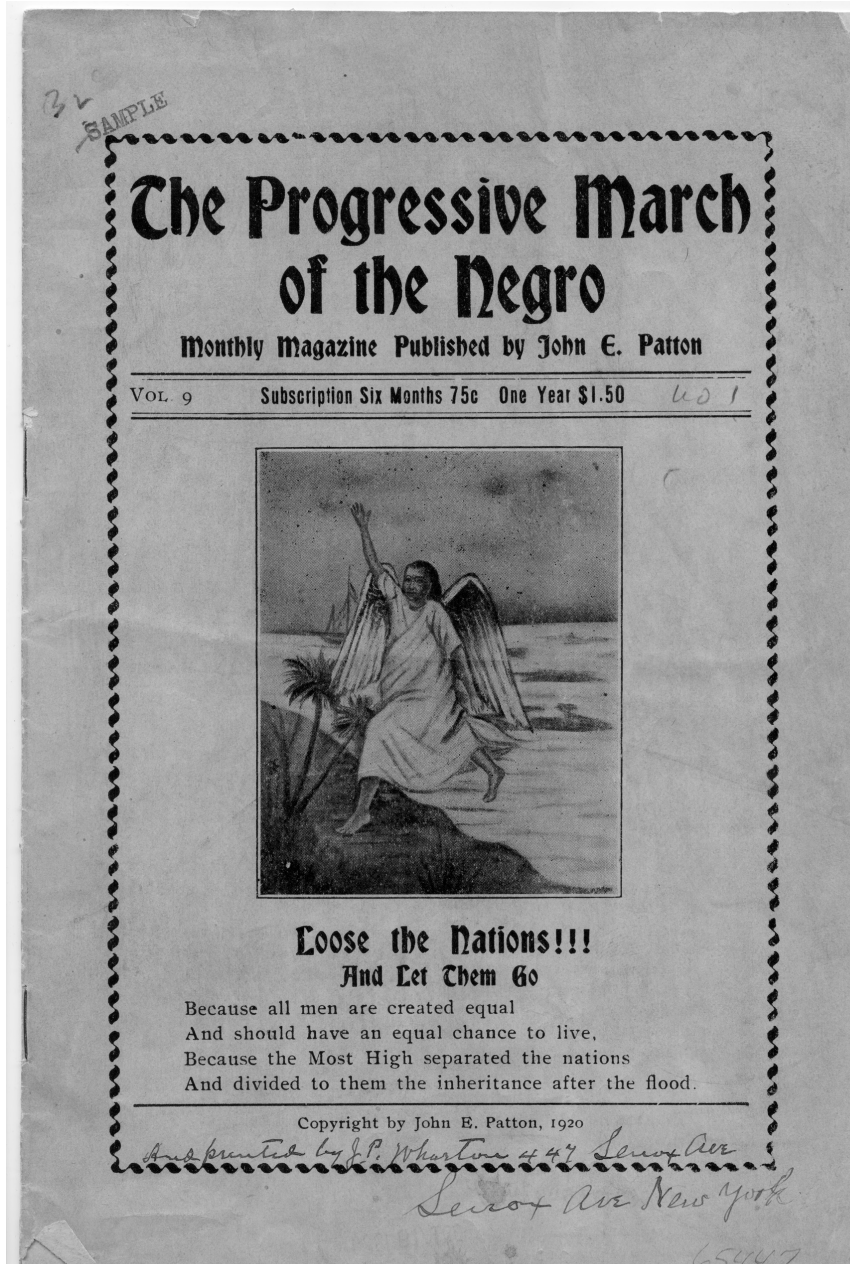 32
SAMPLE
The Progressive March
of the Negro
Monthly Magazine Published by John E. Patton
VOL 9 Subscription Six Months 75c One Year $1.50 No 1
Loose the Nations!!!
And Let Them Go
Because all men are created equal
And should have an equal chance to live,
Because the Most High separated the nations
And divided to them the inheritance after the flood.
Copyright by John E. Patton, 1920
And printed by J.P. Wharton 447 Lenox Ave
Lenox Ave New York
65447